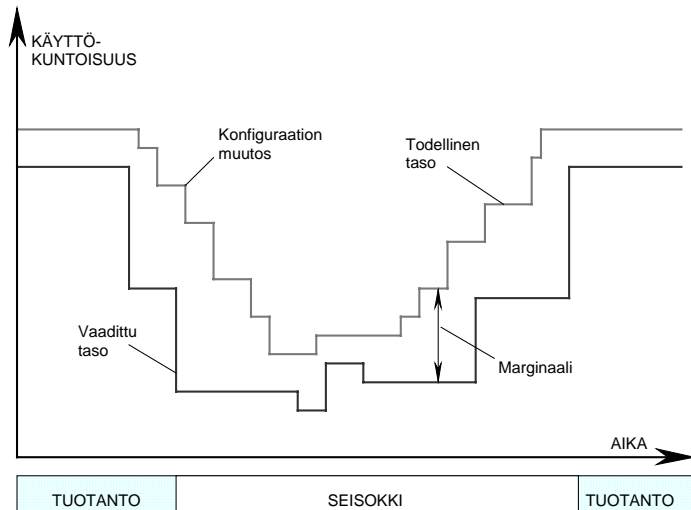 KÄYTTÖ-
KUNTOISUUS
Konfiguraation
muutos
Todellinen
taso
Vaadittu
taso
Marginaali
AIKA
TUOTANTO
SEISOKKI
TUOTANTO